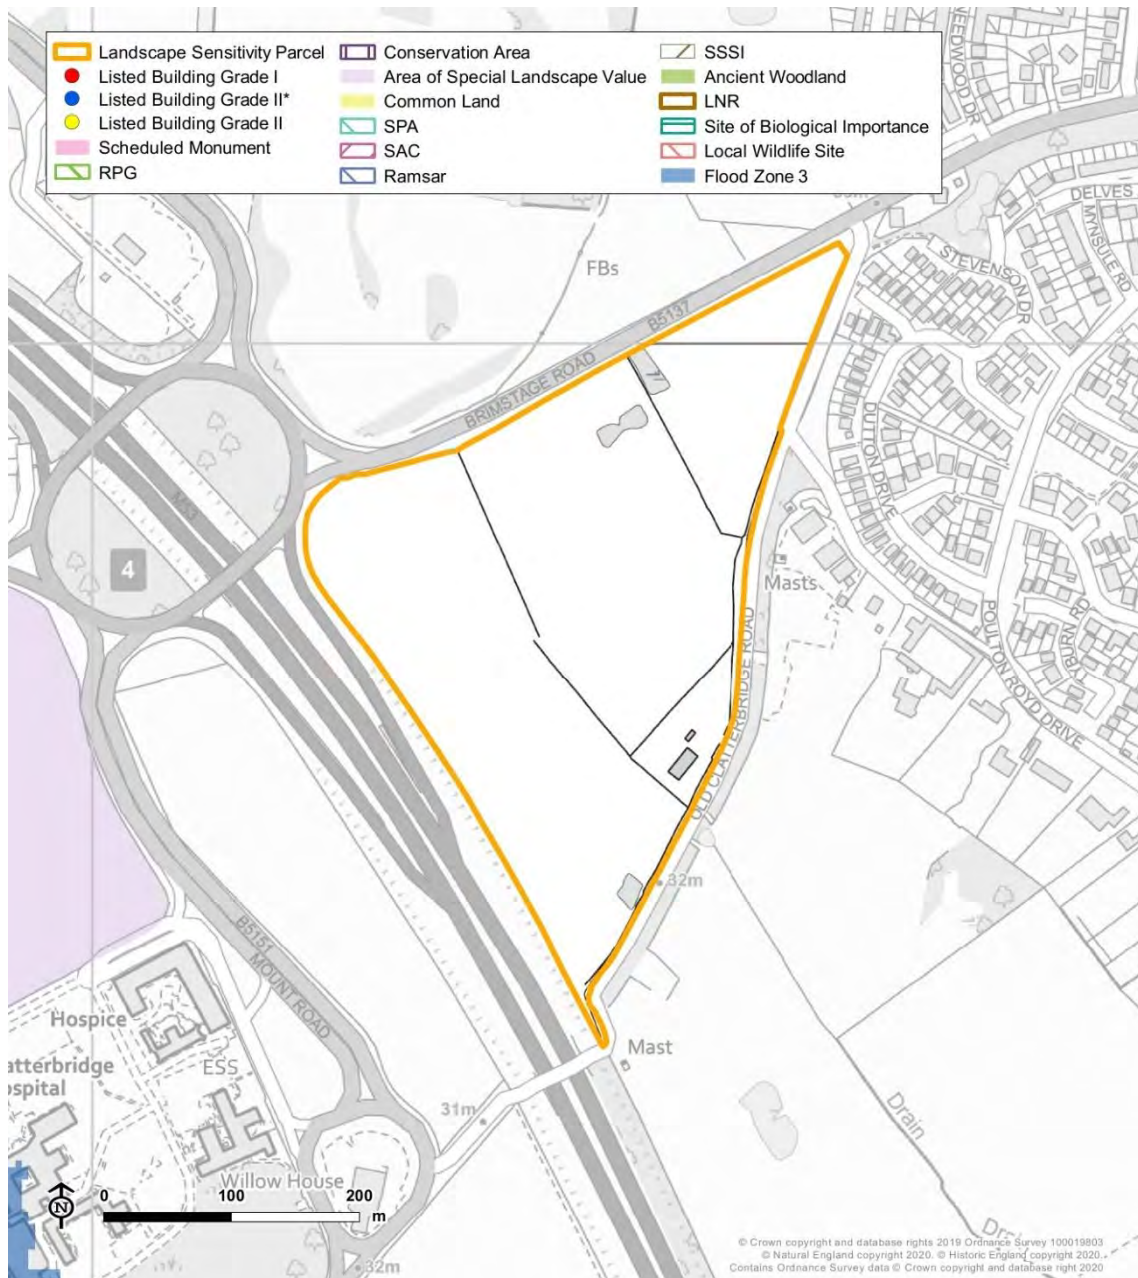 Landscape Sensitivity Parcel
Listed Building Grade I
Listed Building Grade II*
Listed Building Grade II
Scheduled Monument
RPG
Conservation Area
Area of Special Landscape Value
Common Land
SPA
SAC
Ramsar
SSSI
Ancient Woodland
LNR
Site of Biological Importance
Local Wildlife Site
Flood Zone 3
NEEDWOOD DR
DELVES
MYNSULE RD
STEVENSON DR
FBs
B5137
BRIMSTAGE ROAD
DUTTON DRIVE
M53
4
Masts
OLD CLATTERBRIDGE ROAD
POULTON ROYD DRIVE
32m
B5151
MOUNT ROAD
Hospice
atterbridge
ospital
ESS
Mast
31m
Drain
Willow House
N
0 100 200
m
32m
© Crown copyright and database rights 2019 Ordnance Survey 100019803
© Natural England copyright 2020. © Historic England copyright 2020.
Contains Ordnance Survey data © Crown copyright and database right 2020